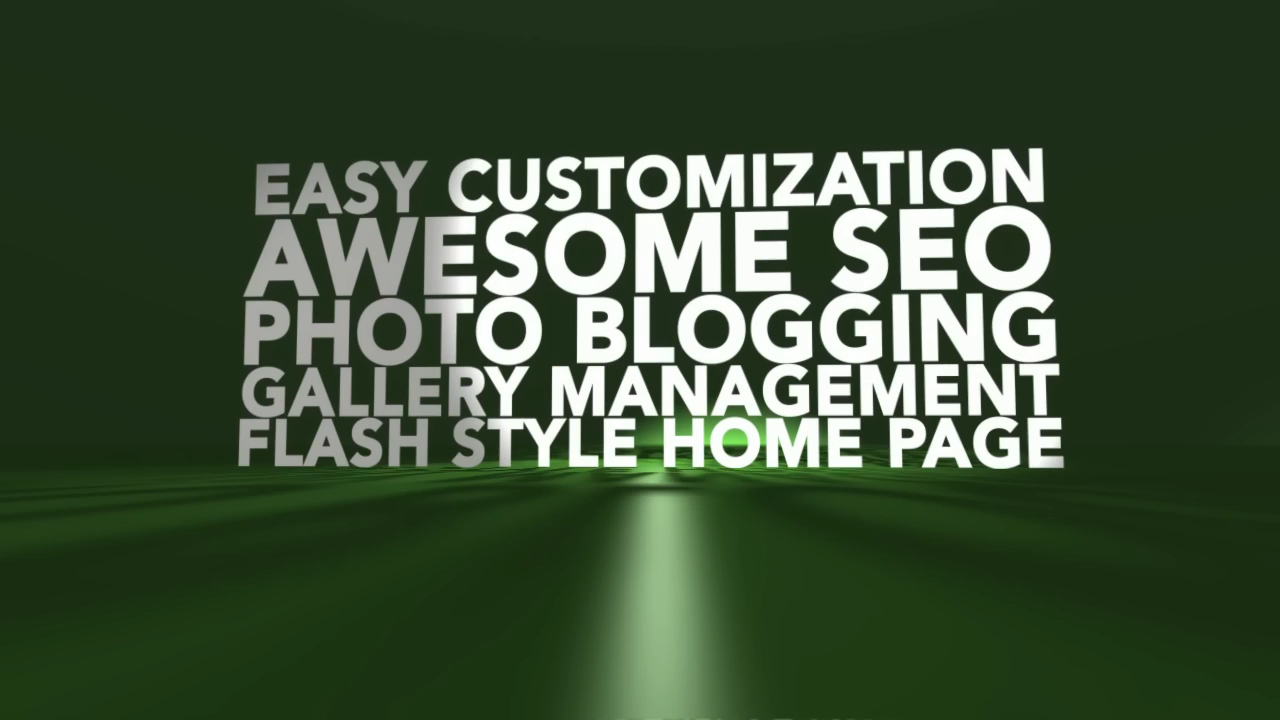 EASY CUSTOMIZATION
AWESOME SEO
PHOTO BLOGGING
GALLERY MANAGEMENT
FLASH STYLE HOME PAGE